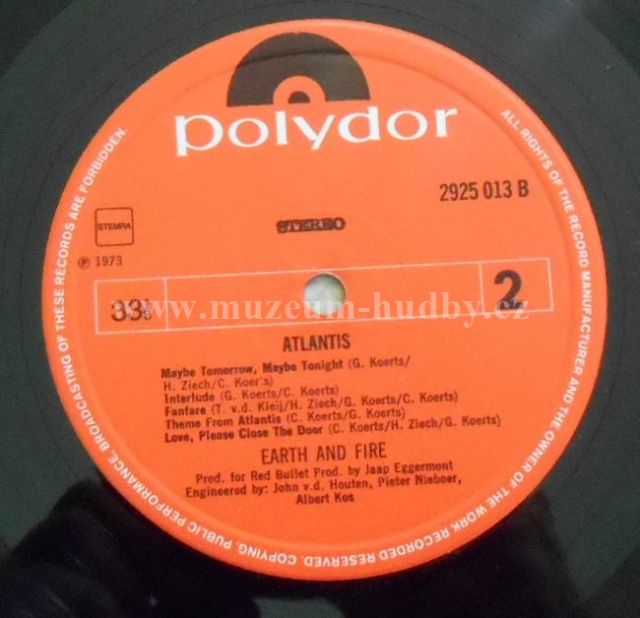 polydor
2925 013 B
STEMRA
STEREO
℗ 1973
33⅓
2
www.muzeum-hudby.cz
ATLANTIS
Maybe Tomorrow, Maybe Tonight (G. Koerts/
H. Ziech/C. Koer's)
Interlude (G. Koerts/C. Koerts)
Fanfare (T. v.d. Kleij/H. Ziech/G. Koerts/C. Koerts)
Theme From Atlantis (C. Koerts/G. Koerts)
Love, Please Close The Door (C. Koerts/H. Ziech/G. Koerts)
EARTH AND FIRE
Prod. for Red Bullet Prod. by Jaap Eggermont
Engineered by: John v.d. Houten, Pieter Nieboer,
Albert Kos
ALL RIGHTS OF THE RECORD MANUFACTURER AND THE OWNER OF THE WORK RECORDED RESERVED. COPYING, PUBLIC PERFORMANCE, BROADCASTING OF THESE RECORDS ARE FORBIDDEN.